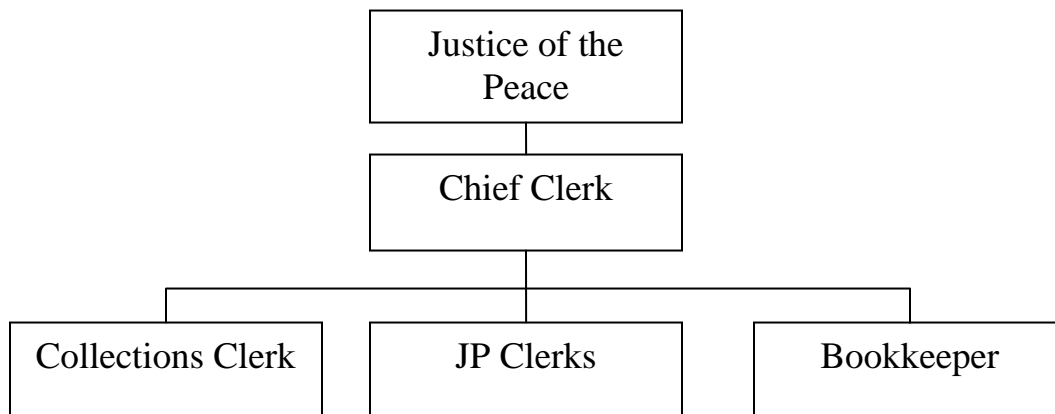 Justice of the
Peace
Chief Clerk
Collections Clerk
JP Clerks
Bookkeeper